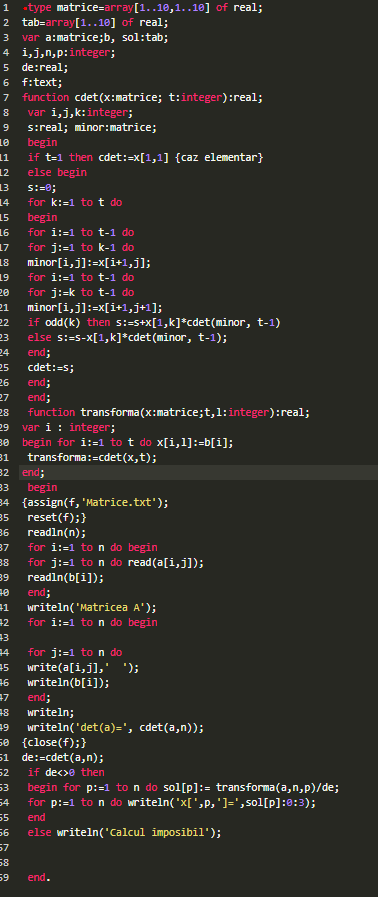 1 -type matrice=array[1..10,1..10] of real;
2 tab=array[1..10] of real;
3 var a:matrice;b, sol:tab;
4 i,j,n,p:integer;
5 de:real;
6 f:text;
7 function cdet(x:matrice; t:integer):real;
8 var i,j,k:integer;
9 s:real; minor:matrice;
10 begin
11 if t=1 then cdet:=x[1,1] {caz elementar}
12 else begin
13 s:=0;
14 for k:=1 to t do
15 begin
16 for i:=1 to t-1 do
17 for j:=1 to k-1 do
18 minor[i,j]:=x[i+1,j];
19 for i:=1 to t-1 do
20 for j:=k to t-1 do
21 minor[i,j]:=x[i+1,j+1];
22 if odd(k) then s:=s+x[1,k]*cdet(minor, t-1)
23 else s:=s-x[1,k]*cdet(minor, t-1);
24 end;
25 cdet:=s;
26 end;
27 end;
28 function transforma(x:matrice;t,l:integer):real;
29 var i : integer;
30 begin for i:=1 to t do x[i,l]:=b[i];
31 transforma:=cdet(x,t);
32 end;
33 begin
34 {assign(f,'Matrice.txt');
35 reset(f);}
36 readln(n);
37 for i:=1 to n do begin
38 for j:=1 to n do read(a[i,j]);
39 readln(b[i]);
40 end;
41 writeln('Matricea A');
42 for i:=1 to n do begin
43
44 for j:=1 to n do
45 write(a[i,j],'  ');
46 writeln(b[i]);
47 end;
48 writeln;
49 writeln('det(a)=', cdet(a,n));
50 {close(f);}
51 de:=cdet(a,n);
52 if de<>0 then
53 begin for p:=1 to n do sol[p]:= transforma(a,n,p)/de;
54 for p:=1 to n do writeln('x[',p,']=',sol[p]:0:3);
55 end
56 else writeln('Calcul imposibil');
57
58
59 end.